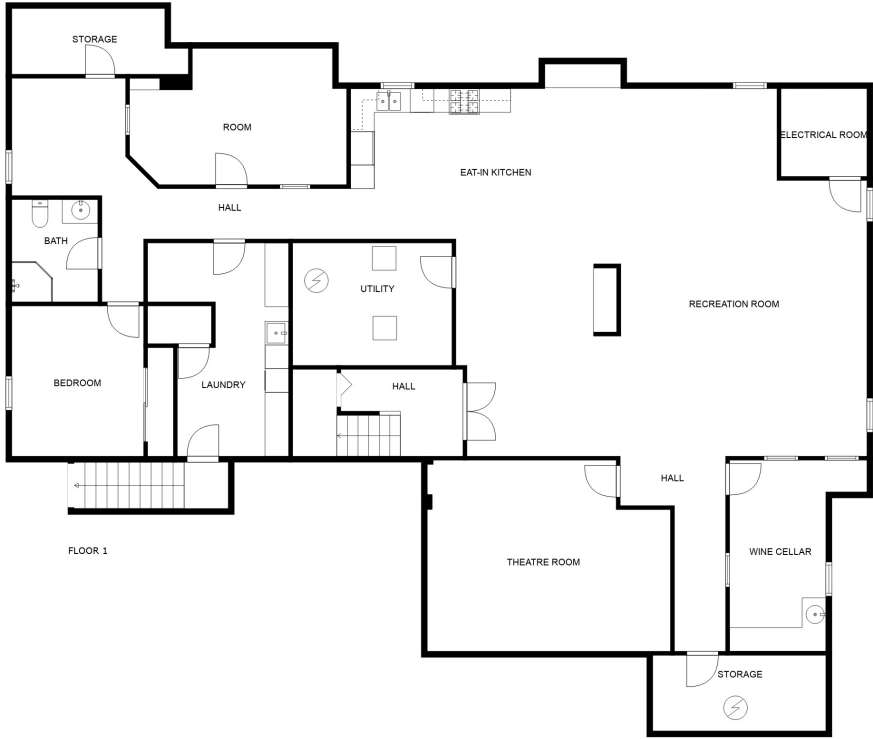 STORAGE
ROOM
ELECTRICAL ROOM
EAT-IN KITCHEN
HALL
BATH
UTILITY
RECREATION ROOM
BEDROOM
LAUNDRY
HALL
HALL
FLOOR 1
WINE CELLAR
THEATRE ROOM
STORAGE